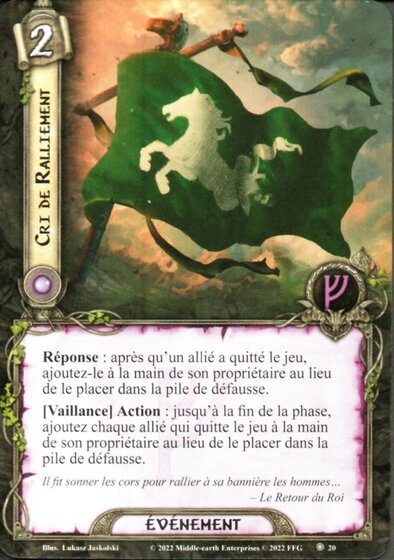 2
Cri de Ralliement
Réponse : après qu'un allié a quitté le jeu,
ajoutez-le à la main de son propriétaire au lieu
de le placer dans la pile de défausse.
[Vaillance] Action : jusqu'à la fin de la phase,
ajoutez chaque allié qui quitte le jeu à la main
de son propriétaire au lieu de le placer dans la
pile de défausse.
Il fit sonner les cors pour rallier à sa bannière les hommes…
– Le Retour du Roi
ÉVÉNEMENT
Illus. Lukasz Jaskolski © 2022 Middle-earth Enterprises © 2022 FFG 20